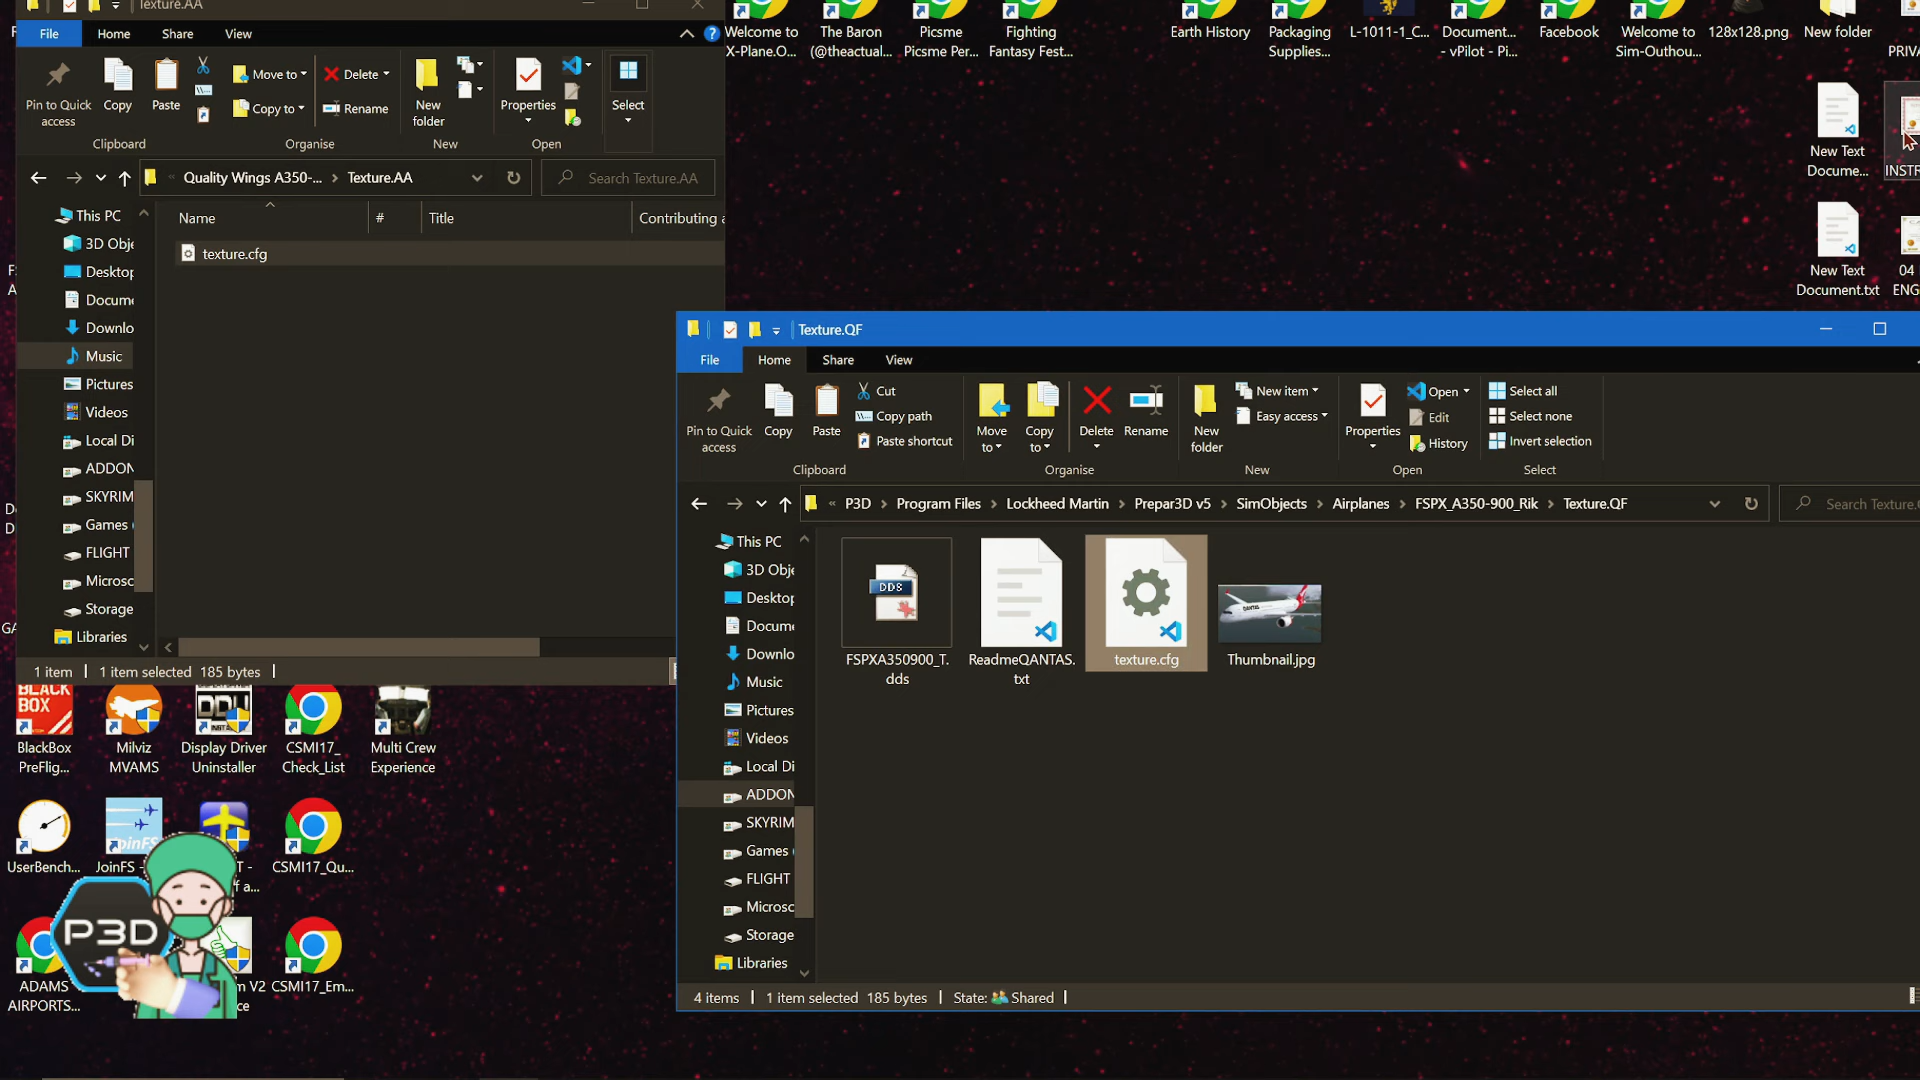 Texture.AA
File
Home
Share
View
Pin to Quick
access
Copy
Paste
Move to
Copy to
Delete
Rename
New
folder
Properties
Select
Clipboard
Organise
New
Open
Quality Wings A350-...
Texture.AA
Search Texture.AA
This PC
3D Obje
Desktop
Docume
Downlo
Music
Pictures
Videos
Local Di
ADDON
SKYRIM
Games (
FLIGHT
Microsc
Storage
Libraries
Name
#
Title
Contributing a
texture.cfg
1 item
1 item selected 185 bytes
Welcome to
X-Plane.O...
The Baron
(@theactual...
Picsme
Picsme Per...
Fighting
Fantasy Fest...
Earth History
Packaging
Supplies...
L-1011-1_C...
Document...
- vPilot - Pi...
Facebook
Welcome to
Sim-Outhou...
128x128.png
New folder
PRIVA
New Text
Docume...
INSTR
New Text
Document.txt
04
ENG
Texture.QF
File
Home
Share
View
Pin to Quick
access
Copy
Paste
Cut
Copy path
Paste shortcut
Move
to
Copy
to
Delete
Rename
New
folder
New item
Easy access
Properties
Open
Edit
History
Select all
Select none
Invert selection
Clipboard
Organise
New
Open
Select
« P3D
Program Files
Lockheed Martin
Prepar3D v5
SimObjects
Airplanes
FSPX_A350-900_Rik
Texture.QF
Search Texture.
This PC
3D Obje
Desktop
Docume
Downlo
Music
Pictures
Videos
Local Di
ADDON
SKYRIM
Games (
FLIGHT
Microsc
Storage
Libraries
DDS
FSPXA350900_T.
dds
ReadmeQANTAS.
txt
texture.cfg
QANTAS
Thumbnail.jpg
4 items
1 item selected 185 bytes
State:
Shared
BLACK
BOX
BlackBox
PreFlig...
Milviz
MVAMS
DDU
Display Driver
Uninstaller
CSMI17_
Check_List
Multi Crew
Experience
UserBench...
JoinFS
JoinFS -
T -
f a...
CSMI17_Qu...
P3D
ADAMS
AIRPORTS...
m V2
ce
CSMI17_Em...